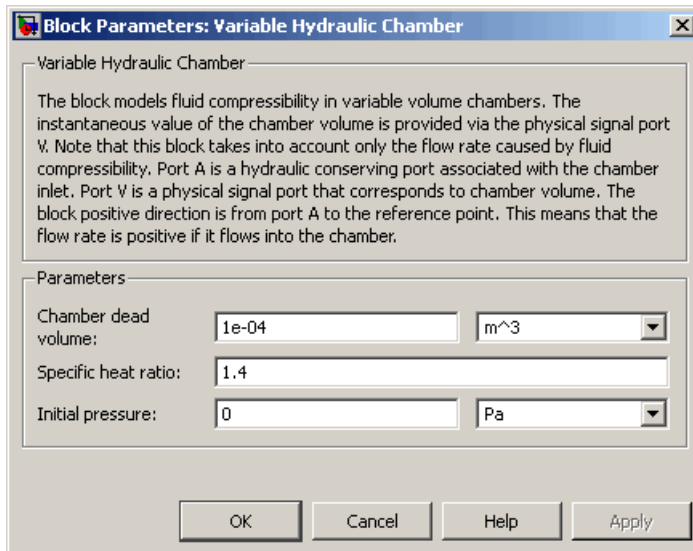 Block Parameters: Variable Hydraulic Chamber
Variable Hydraulic Chamber
The block models fluid compressibility in variable volume chambers. The
instantaneous value of the chamber volume is provided via the physical signal port
V. Note that this block takes into account only the flow rate caused by fluid
compressibility. Port A is a hydraulic conserving port associated with the chamber
inlet. Port V is a physical signal port that corresponds to chamber volume. The
block positive direction is from port A to the reference point. This means that the
flow rate is positive if it flows into the chamber.
Parameters
Chamber dead
volume:
1e-04 m^3
Specific heat ratio: 1.4
Initial pressure: 0 Pa
OK Cancel Help Apply